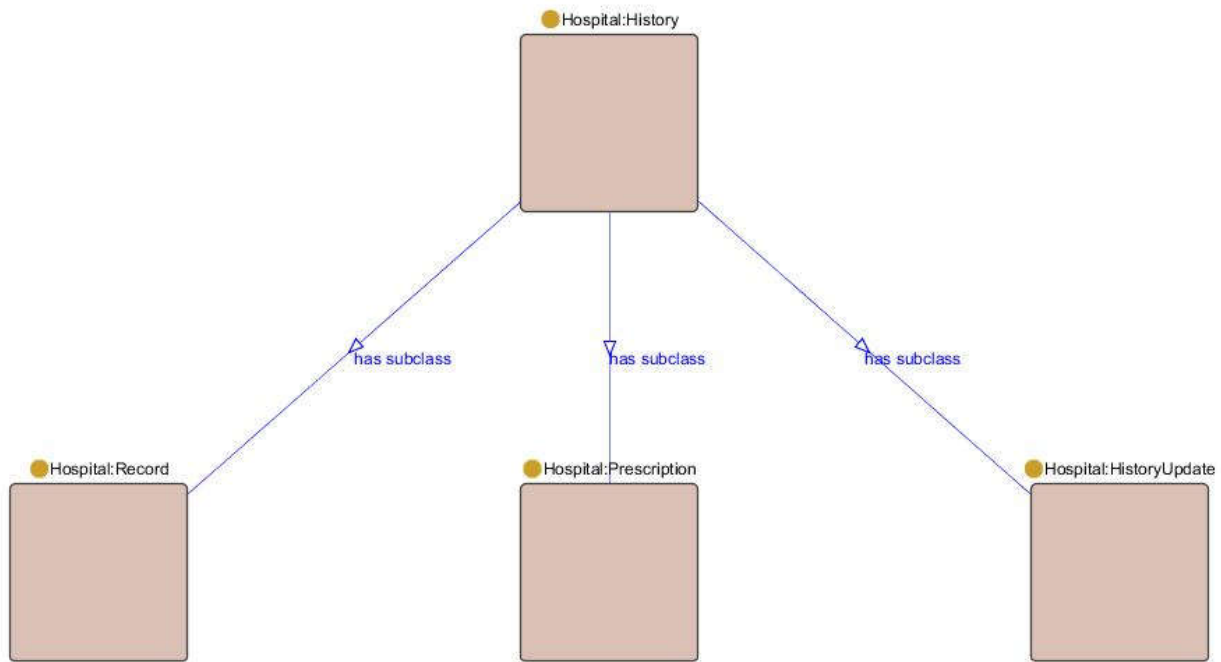 Hospital:History
has subclass
has subclass
has subclass
Hospital:Record
Hospital:Prescription
Hospital:HistoryUpdate